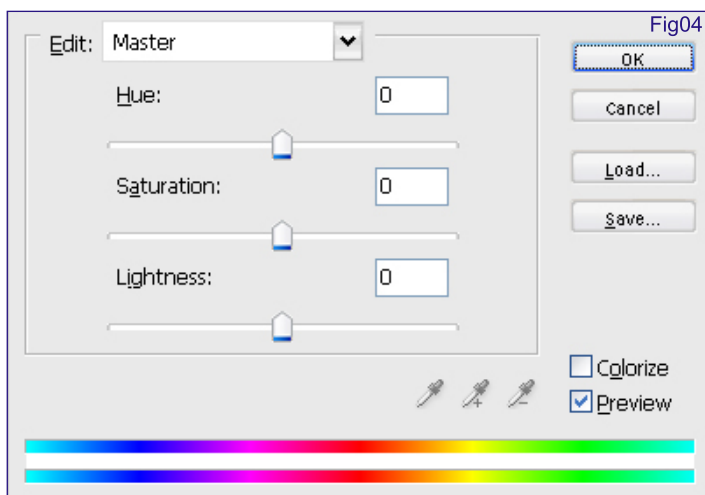 Fig04
Edit: Master
OK
Hue: 0
Cancel
Load...
Saturation: 0
Save...
Lightness: 0
Colorize
Preview